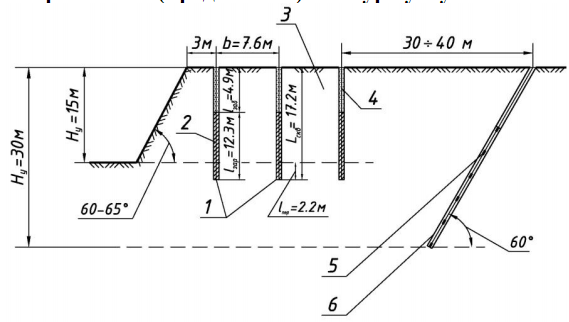 3
3м
b=7.6м
30÷40 м
Hу=30м
Hу=15м
lзаб=4.9м
lзар=12.3м
Lскв = 17.2м
2
4
60-65°
1
lпер=2.2м
60°
5
6